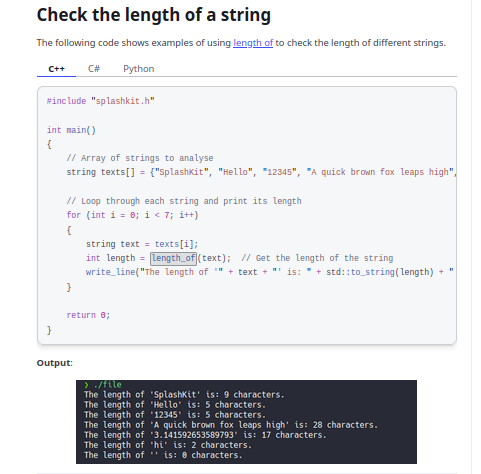 Check the length of a string
The following code shows examples of using length of to check the length of different strings.
C++ C# Python
#include "splashkit.h"
int main()
{
// Array of strings to analyse
string texts[] = {"SplashKit", "Hello", "12345", "A quick brown fox leaps high",
// Loop through each string and print its length
for (int i = 0; i < 7; i++)
{
string text = texts[i];
int length = length_of(text); // Get the length of the string
write_line("The length of '" + text + "' is: " + std::to_string(length) + "
}
return 0;
}
Output:
❯ ./file
The length of 'SplashKit' is: 9 characters.
The length of 'Hello' is: 5 characters.
The length of '12345' is: 5 characters.
The length of 'A quick brown fox leaps high' is: 28 characters.
The length of '3.141592653589793' is: 17 characters.
The length of 'hi' is: 2 characters.
The length of '' is: 0 characters.